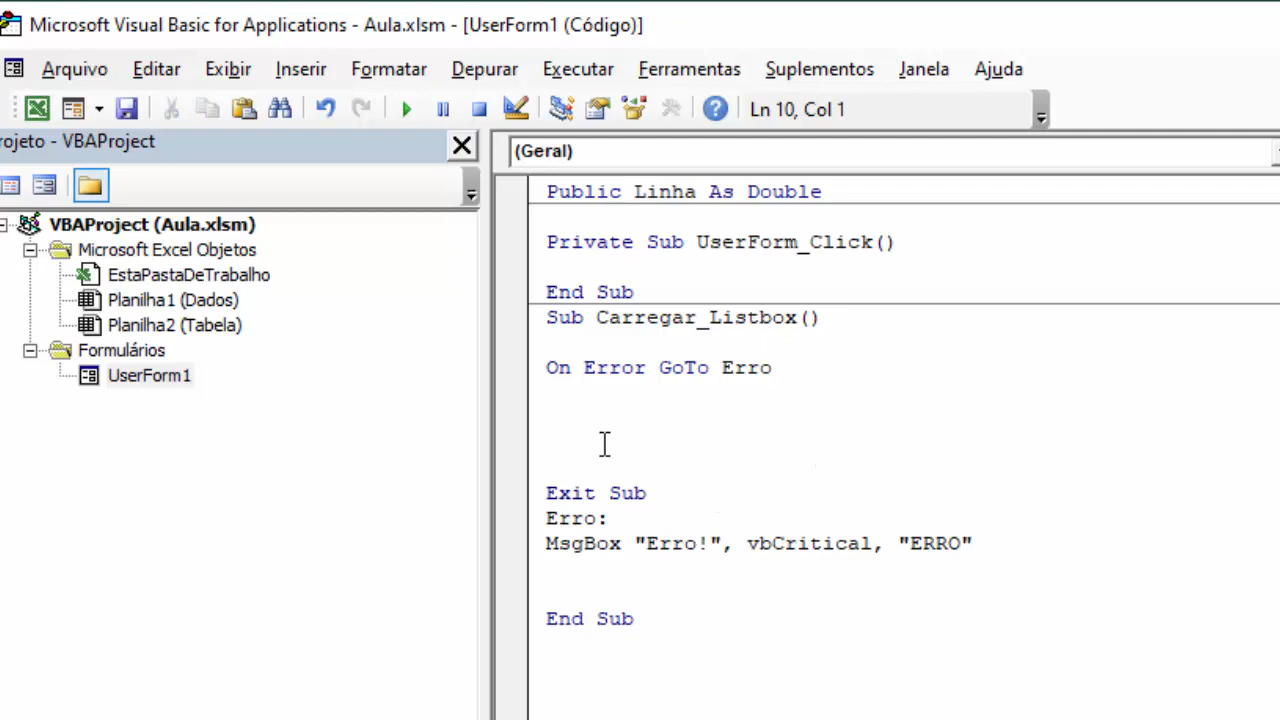 Microsoft Visual Basic for Applications - Aula.xlsm - [UserForm1 (Código)]
Arquivo Editar Exibir Inserir Formatar Depurar Executar Ferramentas Suplementos Janela Ajuda
Ln 10, Col 1
rojeto - VBAProject
(Geral)
VBAProject (Aula.xlsm)
Microsoft Excel Objetos
EstaPastaDeTrabalho
Planilha1 (Dados)
Planilha2 (Tabela)
Formulários
UserForm1
Public Linha As Double
Private Sub UserForm_Click()
End Sub
Sub Carregar_Listbox()
On Error GoTo Erro
Exit Sub
Erro:
MsgBox "Erro!", vbCritical, "ERRO"
End Sub